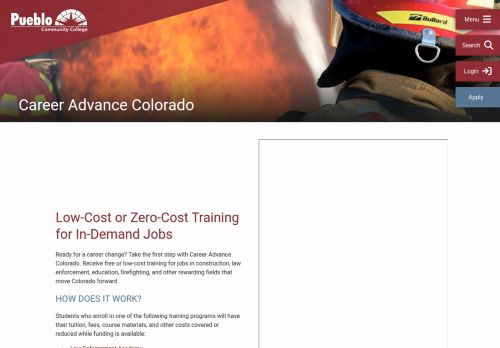 Pueblo
Community College
Bullard
Menu
Search
Login
Apply
Career Advance Colorado
Low-Cost or Zero-Cost Training
for In-Demand Jobs
Ready for a career change? Take the first step with Career Advance
Colorado. Receive free or low-cost training for jobs in construction, law
enforcement, education, firefighting, and other rewarding fields that
move Colorado forward.
HOW DOES IT WORK?
Students who enroll in one of the following training programs will have
their tuition, fees, course materials, and other costs covered or
reduced while funding is available:
Law Enforcement Academy